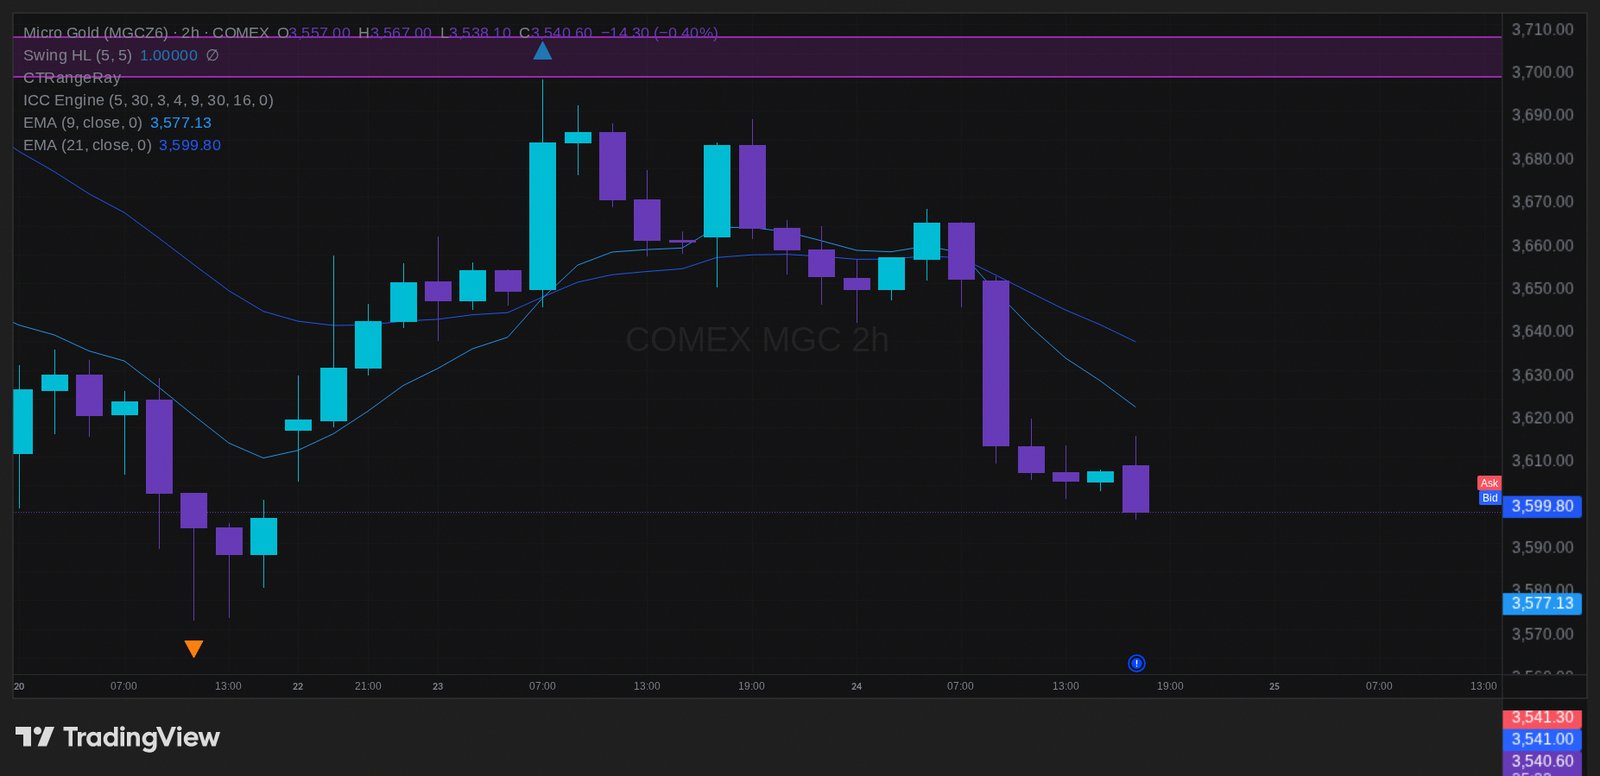 Micro Gold (MGCZ6) · 2h · COMEX O3,557.00 H3,567.00 L3,538.10 C3,540.60 −14.30 (−0.40%)
Swing HL (5, 5) 1.00000 ∅
CTRangeRay
ICC Engine (5, 30, 3, 4, 9, 30, 16, 0)
EMA (9, close, 0) 3,577.13
EMA (21, close, 0) 3,599.80
COMEX MGC 2h
3,710.00
3,700.00
3,690.00
3,680.00
3,670.00
3,660.00
3,650.00
3,640.00
3,630.00
3,620.00
3,610.00
Ask
Bid
3,599.80
3,590.00
3,580.00
3,577.13
3,570.00
3,560.00
20 07:00 13:00 22 21:00 23 07:00 13:00 19:00 24 07:00 13:00 19:00 25 07:00 13:00
TradingView
3,541.30
3,541.00
3,540.60